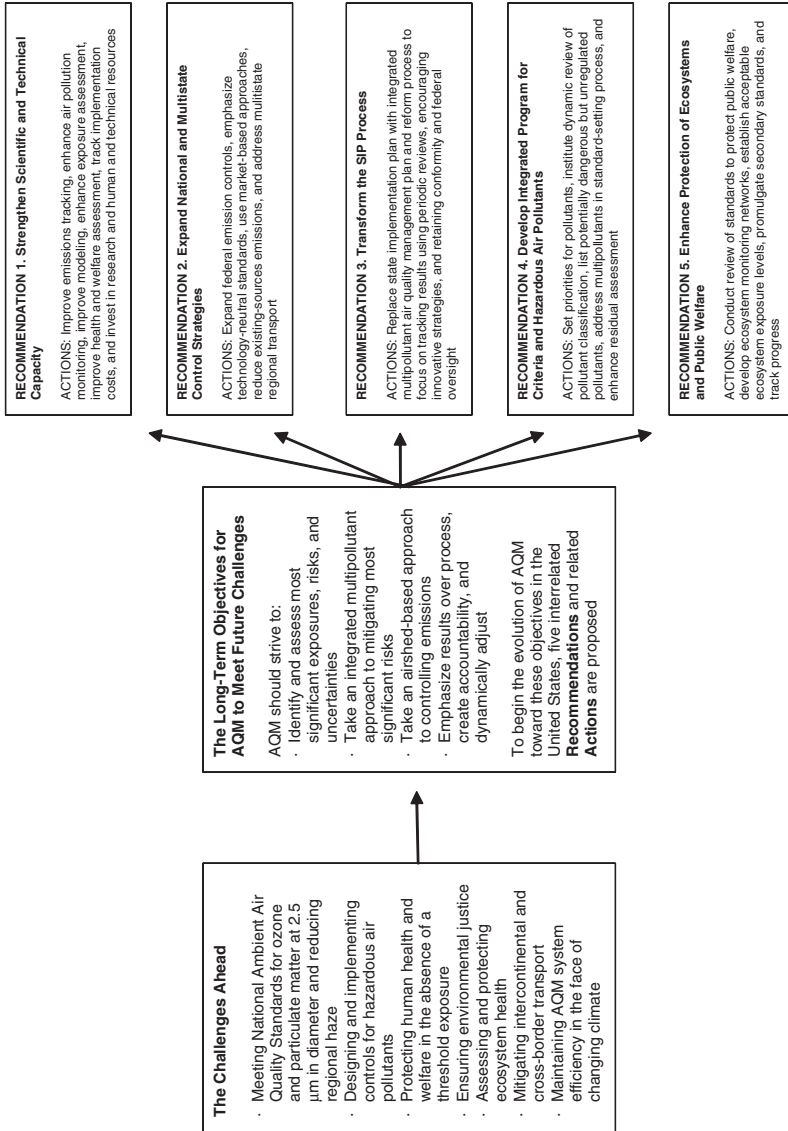 The Challenges Ahead
· Meeting National Ambient Air
Quality Standards for ozone
and particulate matter at 2.5
μm in diameter and reducing
regional haze
· Designing and implementing
controls for hazardous air
pollutants
· Protecting human health and
welfare in the absence of a
threshold exposure
· Ensuring environmental justice
· Assessing and protecting
ecosystem health
· Mitigating intercontinental and
cross-border transport
· Maintaining AQM system
efficiency in the face of
changing climate
The Long-Term Objectives for
AQM to Meet Future Challenges
AQM should strive to:
· Identify and assess most
significant exposures, risks, and
uncertainties
· Take an integrated multipollutant
approach to mitigating most
significant risks
· Take an airshed-based approach
to controlling emissions
· Emphasize results over process,
create accountability, and
dynamically adjust
To begin the evolution of AQM
toward these objectives in the
United States, five interrelated
Recommendations and related
Actions are proposed
RECOMMENDATION 1. Strengthen Scientific and Technical
Capacity
ACTIONS: Improve emissions tracking, enhance air pollution
monitoring, improve modeling, enhance exposure assessment,
improve health and welfare assessment, track implementation
costs, and invest in research and human and technical resources
RECOMMENDATION 2. Expand National and Multistate
Control Strategies
ACTIONS: Expand federal emission controls, emphasize
technology-neutral standards, use market-based approaches,
reduce existing-sources emissions, and address mulitistate
regional transport
RECOMMENDATION 3. Transform the SIP Process
ACTIONS: Replace state implementation plan with integrated
multipollutant air quality management plan and reform process to
focus on tracking results using periodic reviews, encouraging
innovative strategies, and retaining conformity and federal
oversight
RECOMMENDATION 4. Develop Integrated Program for
Criteria and Hazardous Air Pollutants
ACTIONS: Set priorities for pollutants, institute dynamic review of
pollutant classification, list potentially dangerous but unregulated
pollutants, address multipollutants in standard-setting process, and
enhance residual assessment
RECOMMENDATION 5. Enhance Protection of Ecosystems
and Public Welfare
ACTIONS: Conduct review of standards to protect public welfare,
develop ecosystem monitoring networks, establish acceptable
ecosystem exposure levels, promulgate secondary standards, and
track progress